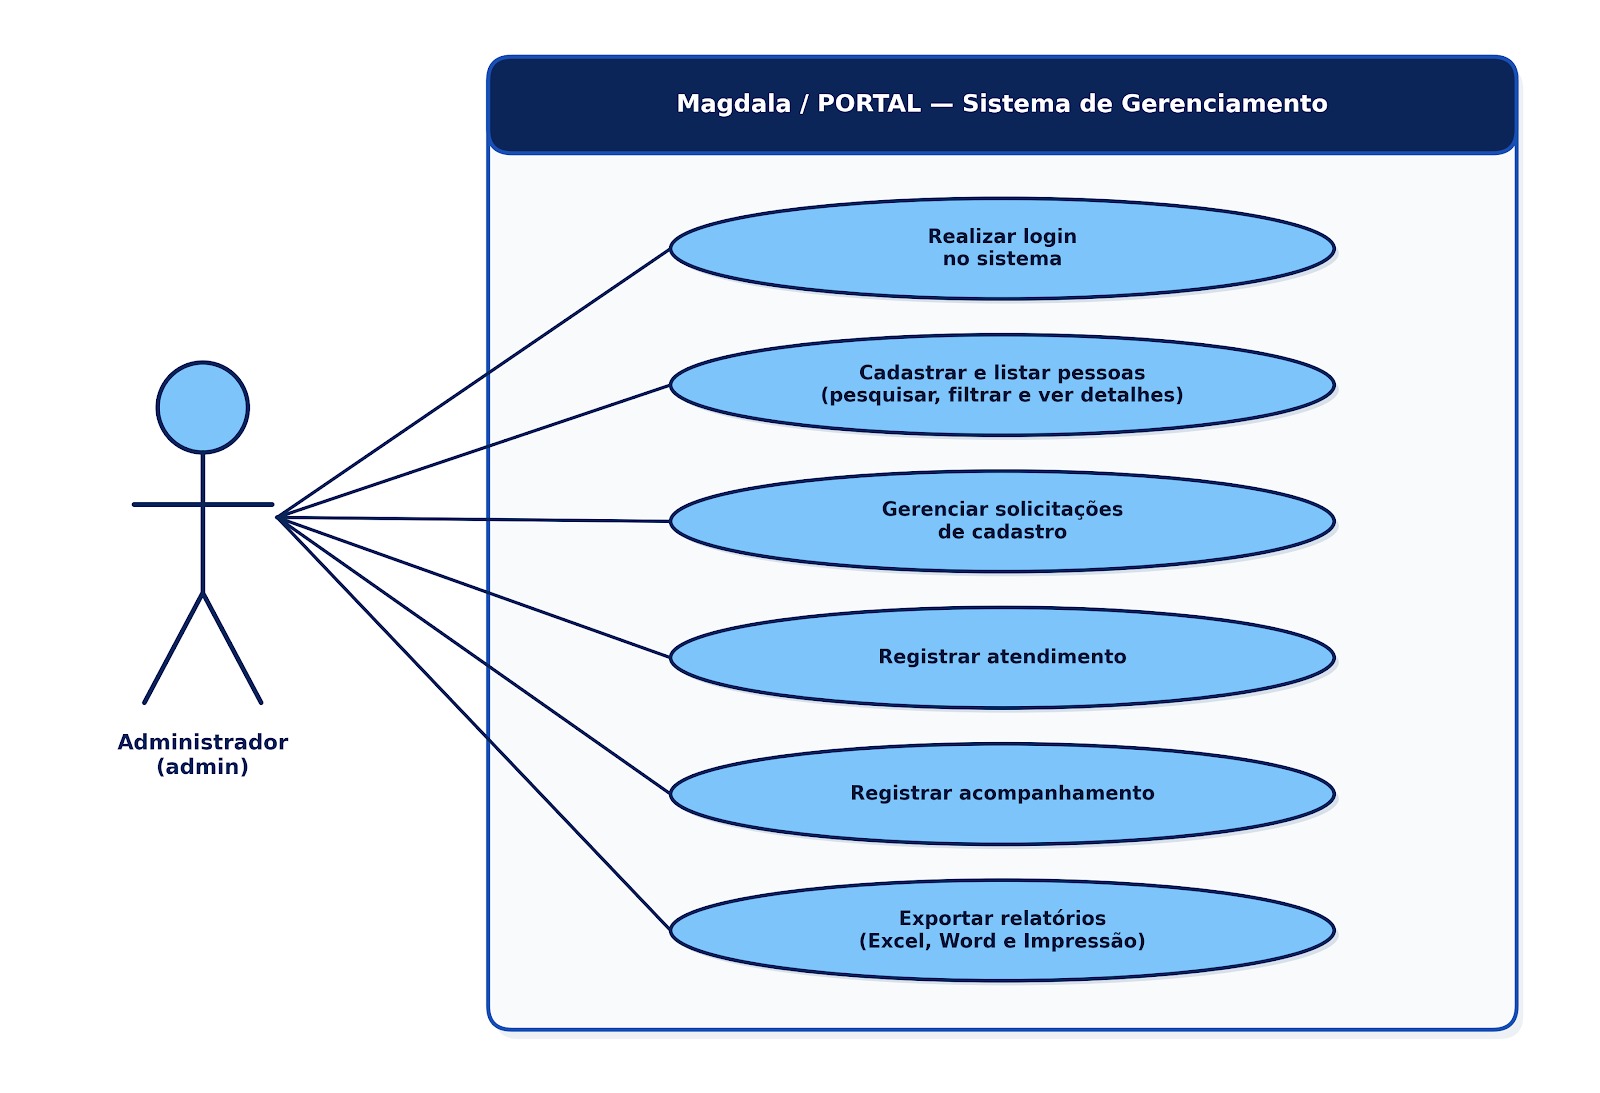 Magdala / PORTAL — Sistema de Gerenciamento
Realizar login
no sistema
Cadastrar e listar pessoas
(pesquisar, filtrar e ver detalhes)
Gerenciar solicitações
de cadastro
Registrar atendimento
Administrador
(admin)
Registrar acompanhamento
Exportar relatórios
(Excel, Word e Impressão)